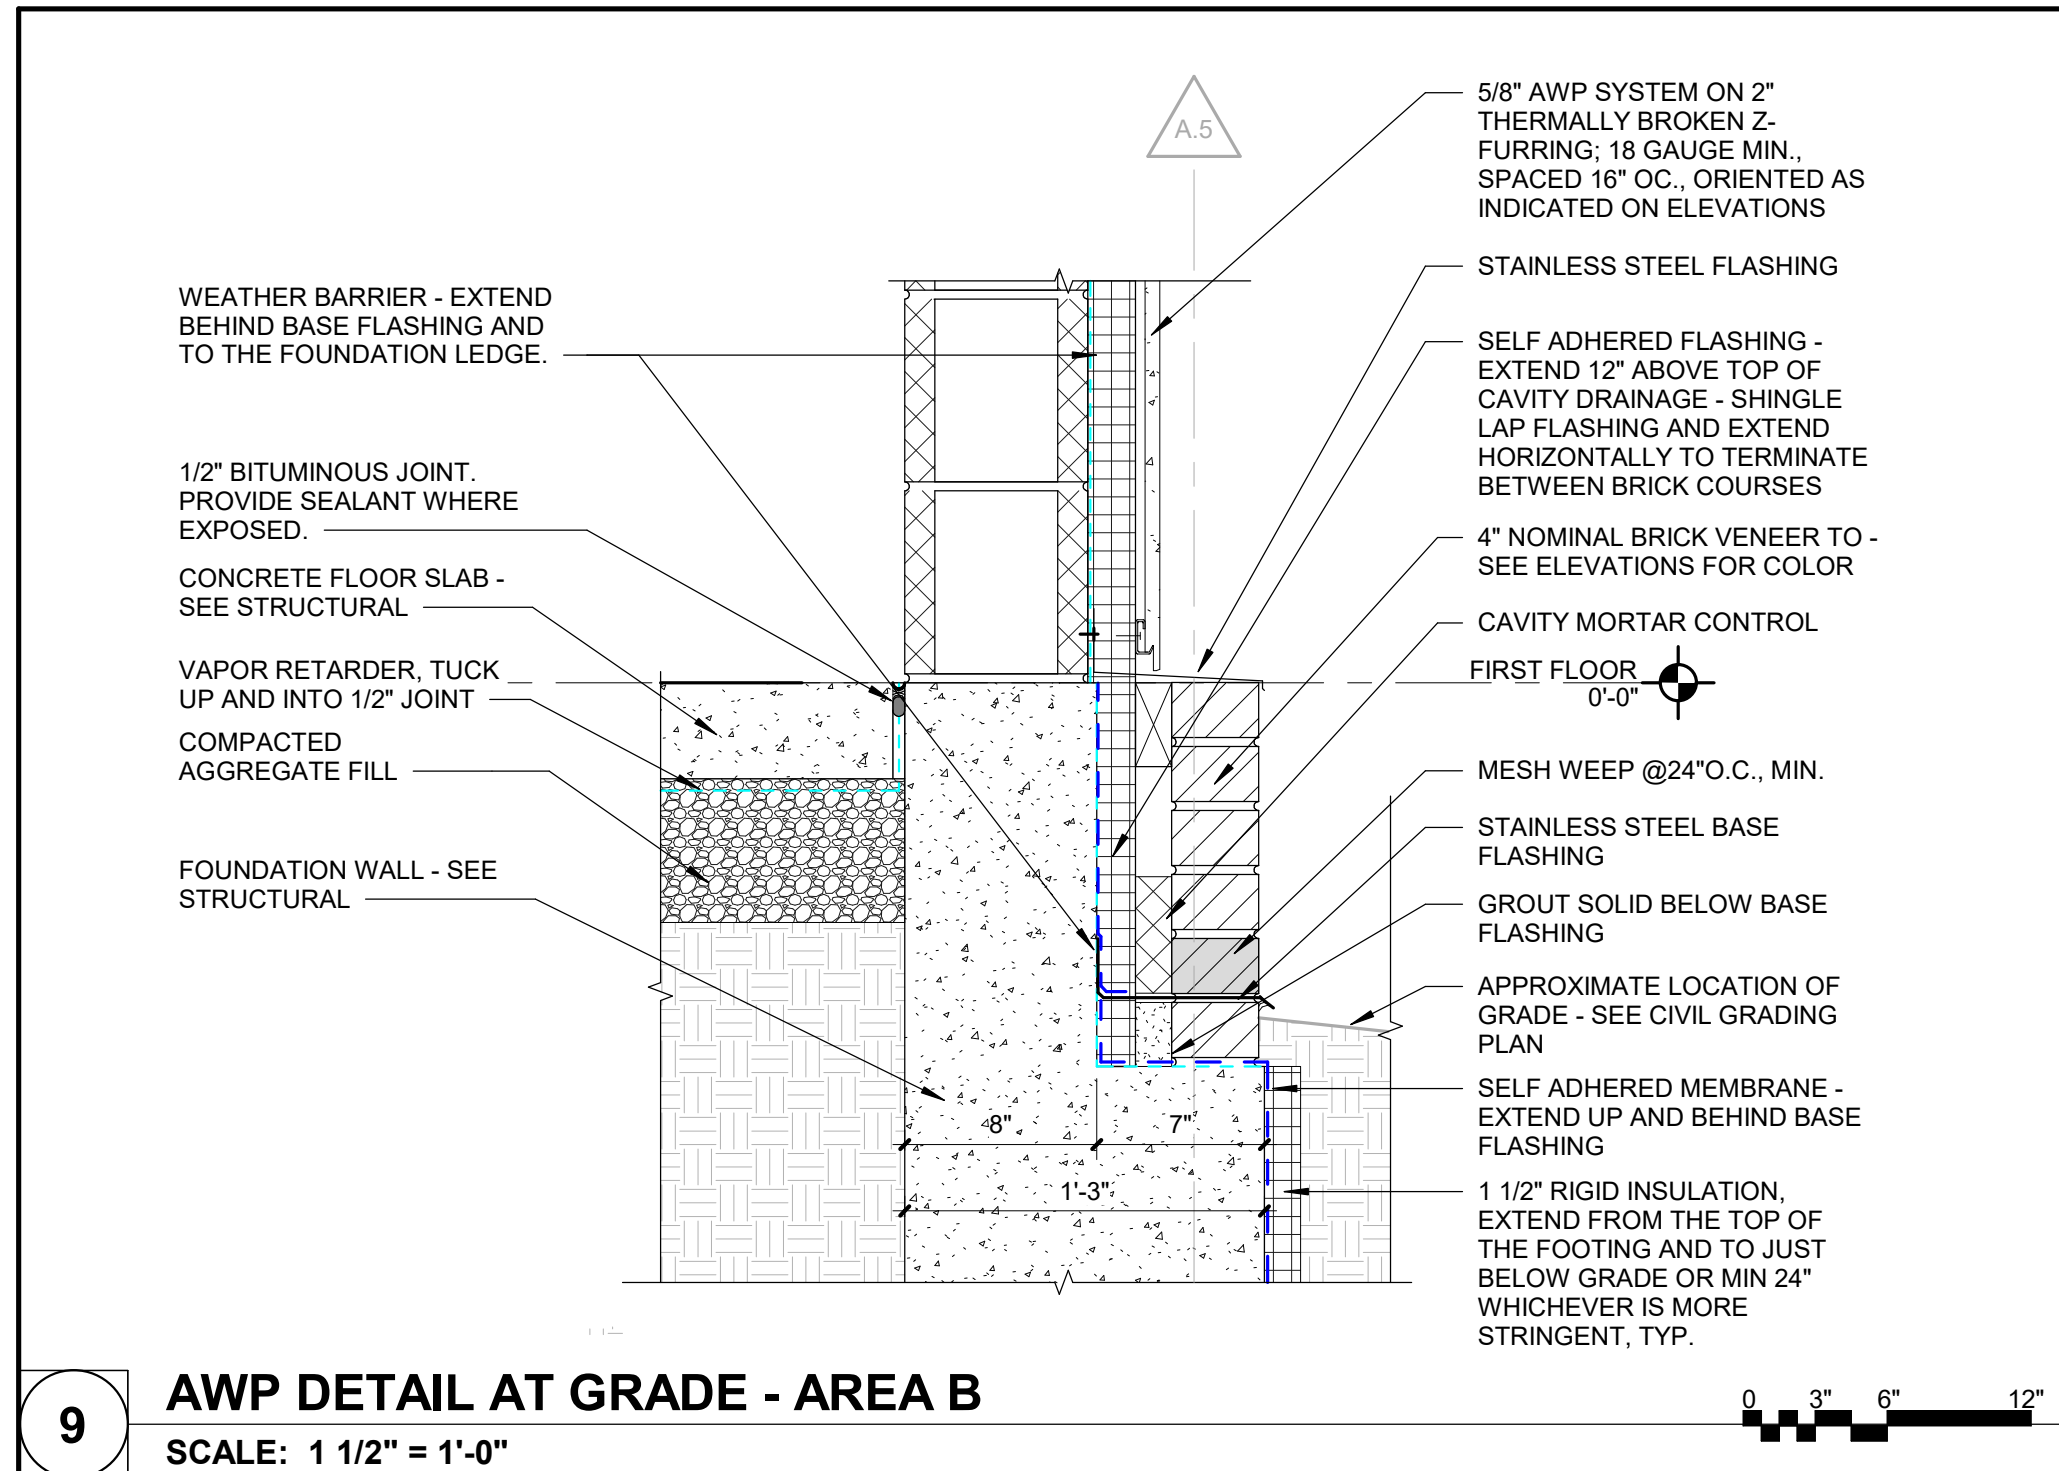 A.5
5/8" AWP SYSTEM ON 2"
THERMALLY BROKEN Z-
FURRING; 18 GAUGE MIN.,
SPACED 16" OC., ORIENTED AS
INDICATED ON ELEVATIONS
STAINLESS STEEL FLASHING
SELF ADHERED FLASHING -
EXTEND 12" ABOVE TOP OF
CAVITY DRAINAGE - SHINGLE
LAP FLASHING AND EXTEND
HORIZONTALLY TO TERMINATE
BETWEEN BRICK COURSES
4" NOMINAL BRICK VENEER TO -
SEE ELEVATIONS FOR COLOR
CAVITY MORTAR CONTROL
FIRST FLOOR
0'-0"
MESH WEEP @24"O.C., MIN.
STAINLESS STEEL BASE
FLASHING
GROUT SOLID BELOW BASE
FLASHING
APPROXIMATE LOCATION OF
GRADE - SEE CIVIL GRADING
PLAN
SELF ADHERED MEMBRANE -
EXTEND UP AND BEHIND BASE
FLASHING
1 1/2" RIGID INSULATION,
EXTEND FROM THE TOP OF
THE FOOTING AND TO JUST
BELOW GRADE OR MIN 24"
WHICHEVER IS MORE
STRINGENT, TYP.
WEATHER BARRIER - EXTEND
BEHIND BASE FLASHING AND
TO THE FOUNDATION LEDGE.
1/2" BITUMINOUS JOINT.
PROVIDE SEALANT WHERE
EXPOSED.
CONCRETE FLOOR SLAB -
SEE STRUCTURAL
VAPOR RETARDER, TUCK
UP AND INTO 1/2" JOINT
COMPACTED
AGGREGATE FILL
FOUNDATION WALL - SEE
STRUCTURAL
8"
7"
1'-3"
9
AWP DETAIL AT GRADE - AREA B
SCALE: 1 1/2" = 1'-0"
0 3" 6" 12"